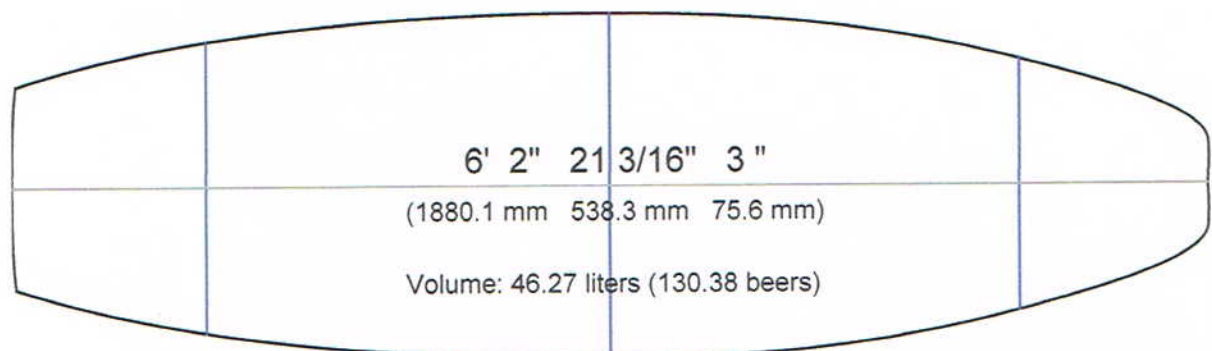 6' 2" 21 3/16" 3 "
(1880.1 mm 538.3 mm 75.6 mm)
Volume: 46.27 liters (130.38 beers)